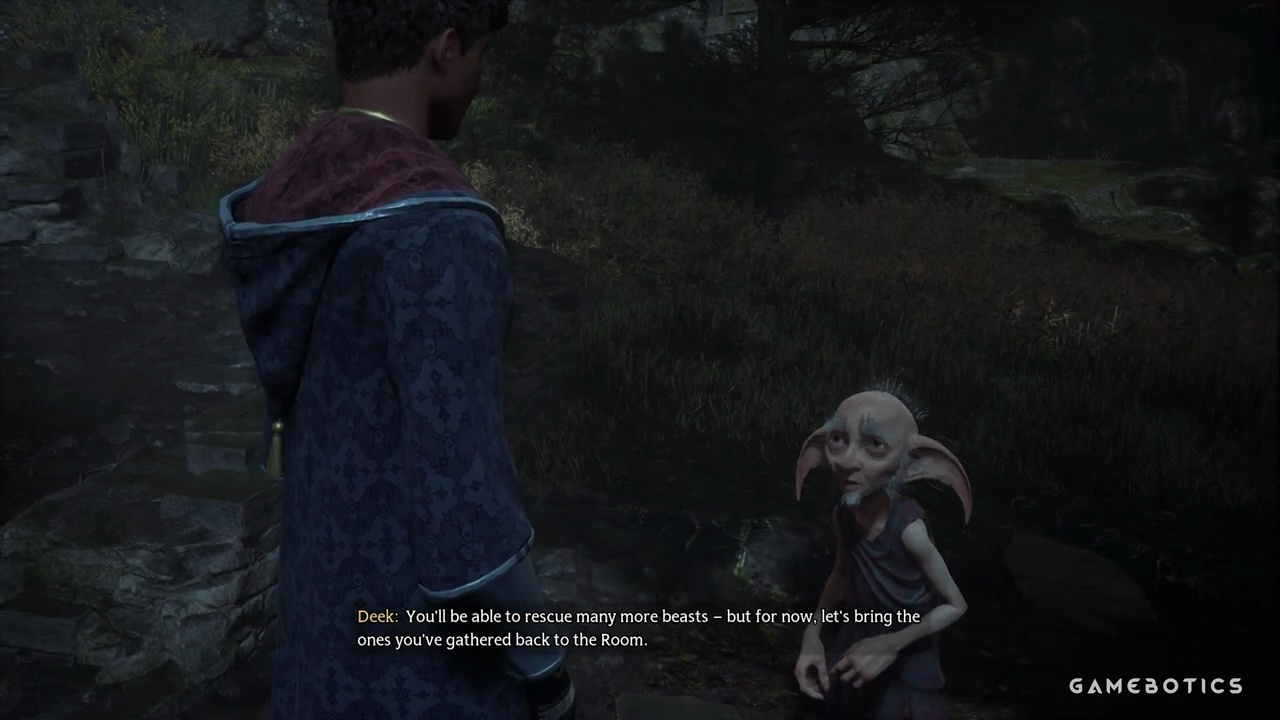 Deek: You'll be able to rescue many more beasts – but for now, let's bring the
ones you've gathered back to the Room.
GAMEBOTICS